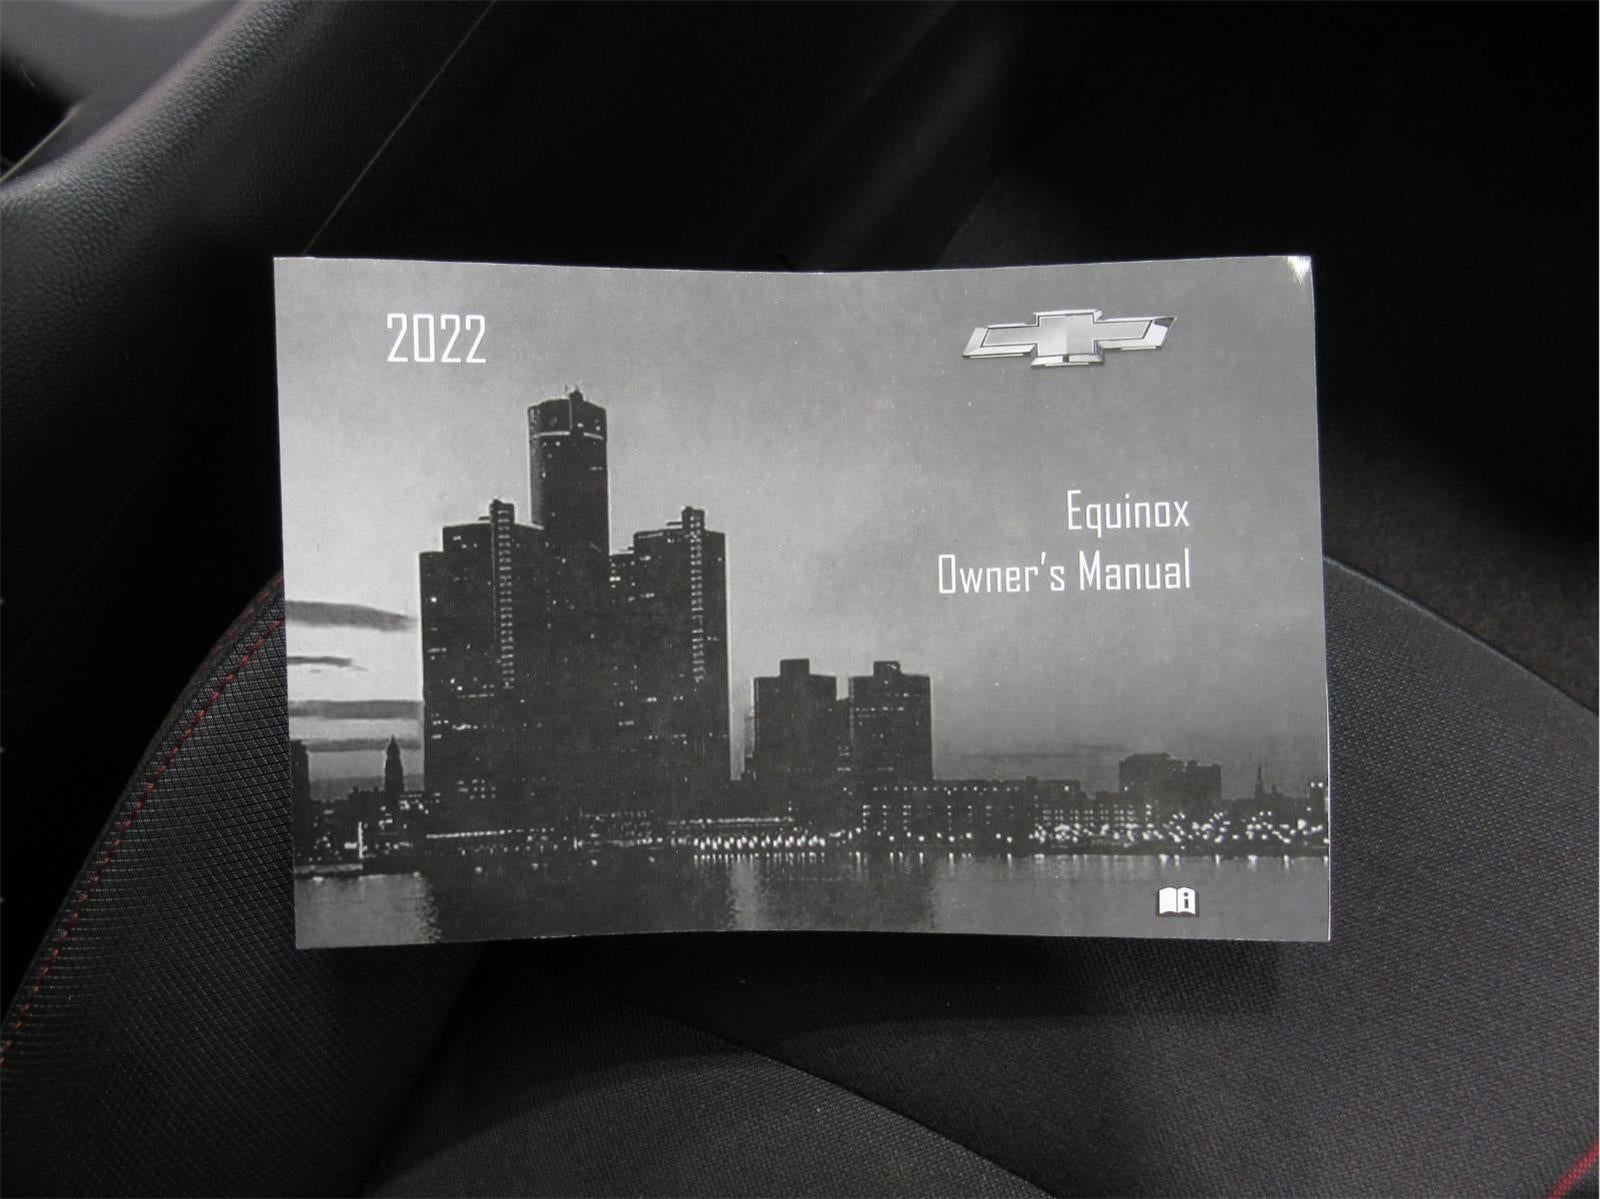 2022
Equinox
Owner's Manual
i